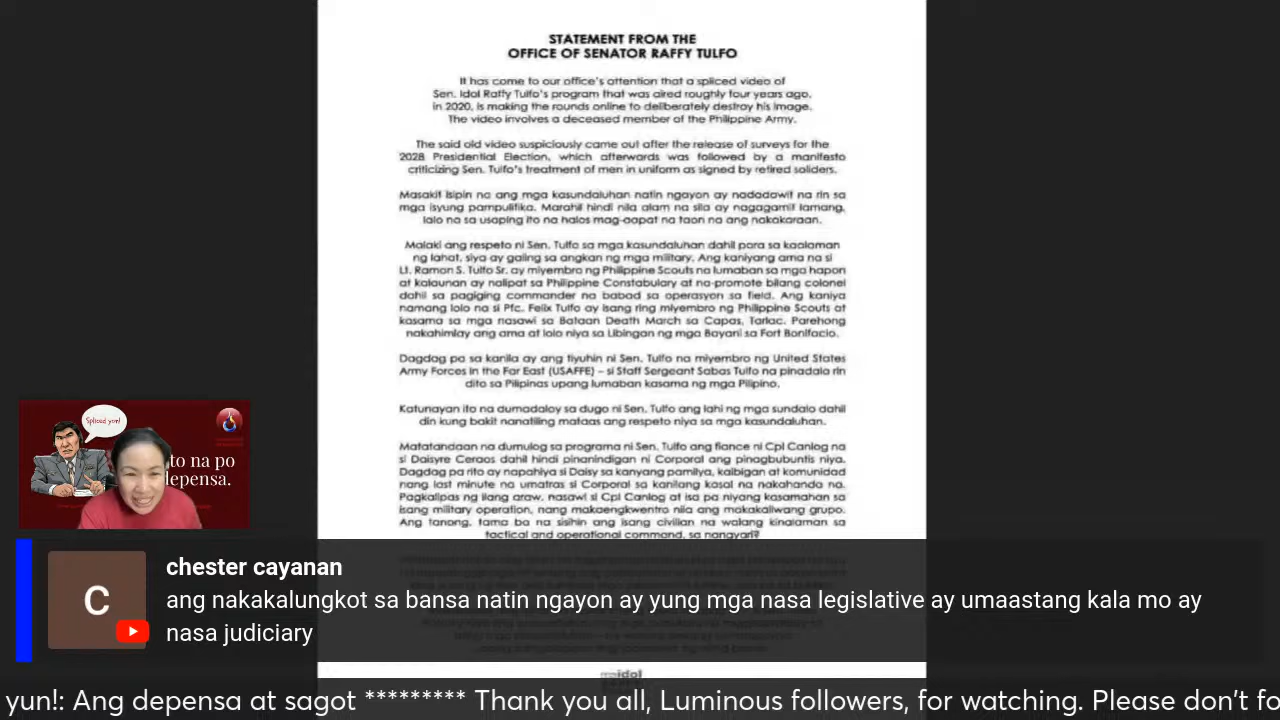 STATEMENT FROM THE
OFFICE OF SENATOR RAFFY TULFO
It has come to our office's attention that a spliced video of
Sen. Idol Raffy Tulfo's program that was aired roughly four years ago,
in 2020, is making the rounds online to deliberately destroy his image.
The video involves a deceased member of the Philippine Army.
The said old video suspiciously came out after the release of surveys for the
2028 Presidential Election, which afterwards was followed by a manifesto
criticizing Sen. Tulfo's treatment of men in uniform as signed by retired soliders.
Masakit isipin na ang mga kasundaluhan natin ngayon ay nadadawit na rin sa
mga isyung pampulitika. Marahil hindi nila alam na sila ay nagagamit lamang,
lalo na sa usaping ito na halos mag-aapat na taon na ang nakakaraan.
Malaki ang respeto ni Sen. Tulfo sa mga kasundaluhan dahil para sa kaalaman
ng lahat, siya ay galing sa angkan ng mga military. Ang kaniyang ama na si
Lt. Ramon S. Tulfo Sr. ay miyembro ng Philippine Scouts na lumaban sa mga hapon
at kalaunan ay nalipat sa Philippine Constabulary at na-promote bilang colonel
dahil sa pagiging commander na babad sa operasyon sa field. Ang kaniya
namang lolo na si Pfc. Felix Tulfo ay isang ring miyembro ng Philippine Scouts at
kasama sa mga nasawi sa Bataan Death March sa Capas, Tarlac. Parehong
nakahimlay ang ama at lolo niya sa Libingan ng mga Bayani sa Fort Bonifacio.
Dagdag pa sa kanila ay ang tiyuhin ni Sen. Tulfo na miyembro ng United States
Army Forces in the Far East (USAFFE) – si Staff Sergeant Sabas Tulfo na pinadala rin
dito sa Pilipinas upang lumaban kasama ng mga Pilipino.
Katunayan ito na dumadaloy sa dugo ni Sen. Tulfo ang lahi ng mga sundalo dahil
din kung bakit nanatiling mataas ang respeto niya sa mga kasundaluhan.
Matatandaan na dumulog sa programa ni Sen. Tulfo ang fiance ni Cpl Canlog na
si Daisyre Ceraos dahil hindi pinanindigan ni Corporal ang pinagbubuntis niya.
Dagdag pa rito ay napahiya si Daisy sa kanyang pamilya, kaibigan at komunidad
nang last minute na umatras si Corporal sa kanilang kasal na nakahanda na.
Pagkalipas ng ilang araw, nasawi si Cpl Canlog at isa pa niyang kasamahan sa
isang military operation, nang makaengkwentro niia ang makakaliwang grupo.
Ang tanong, tama ba na sisihin ang isang civilian na walang kinalaman sa
tactical and operational command, sa nangyari?
Spliced yun!
to na po
depensa.
C
chester cayanan
ang nakakalungkot sa bansa natin ngayon ay yung mga nasa legislative ay umaastang kala mo ay
nasa judiciary
idol
yun!: Ang depensa at sagot ********* Thank you all, Luminous followers, for watching. Please don't fo